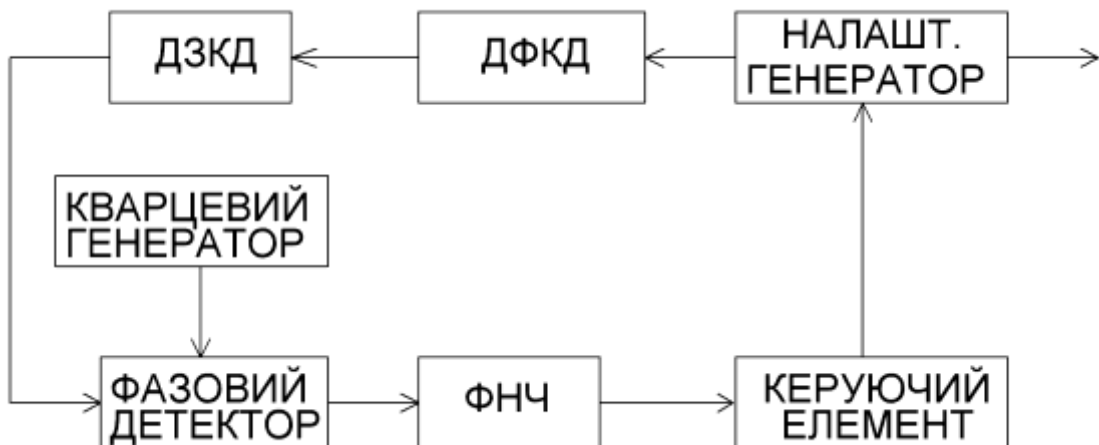 ДЗКД
ДФКД
НАЛАШТ.
ГЕНЕРАТОР
КВАРЦЕВИЙ
ГЕНЕРАТОР
ФАЗОВИЙ
ДЕТЕКТОР
ФНЧ
КЕРУЮЧИЙ
ЕЛЕМЕНТ